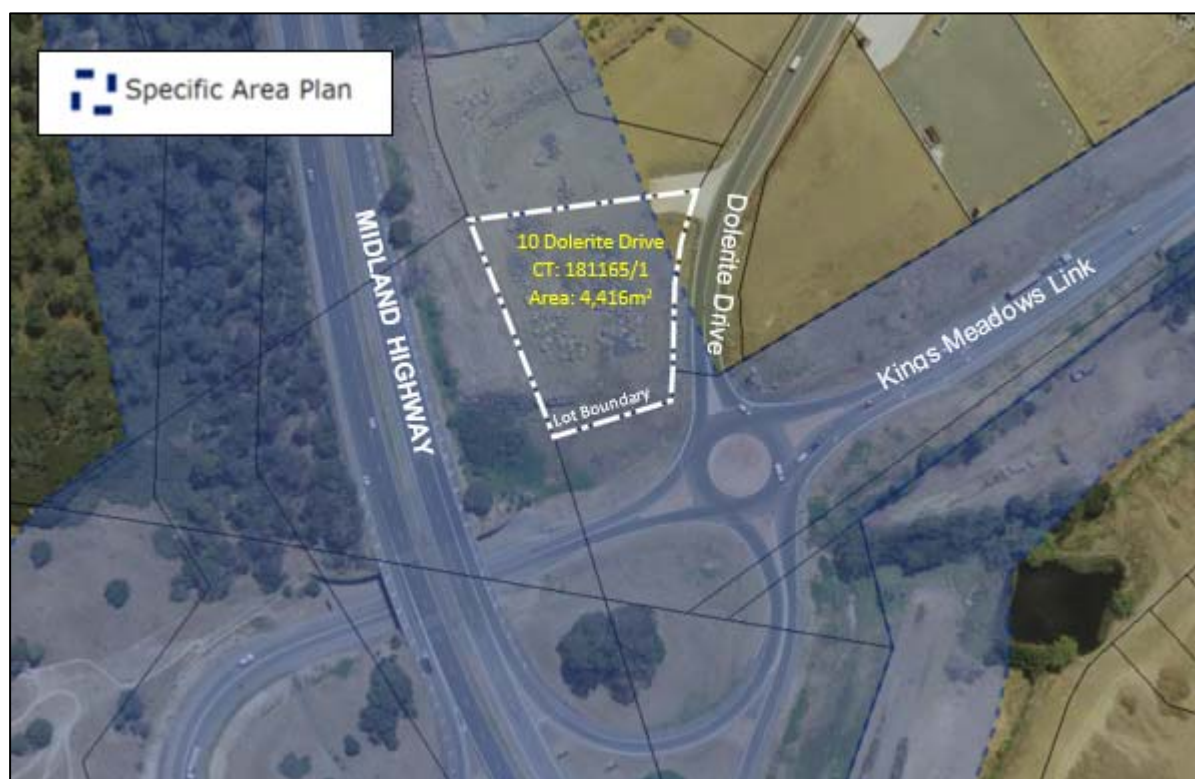 Specific Area Plan
10 Dolerite Drive
CT: 181165/1
Area: 4,416m²
Lot Boundary
MIDLAND HIGHWAY
Dolerite Drive
Kings Meadows Link